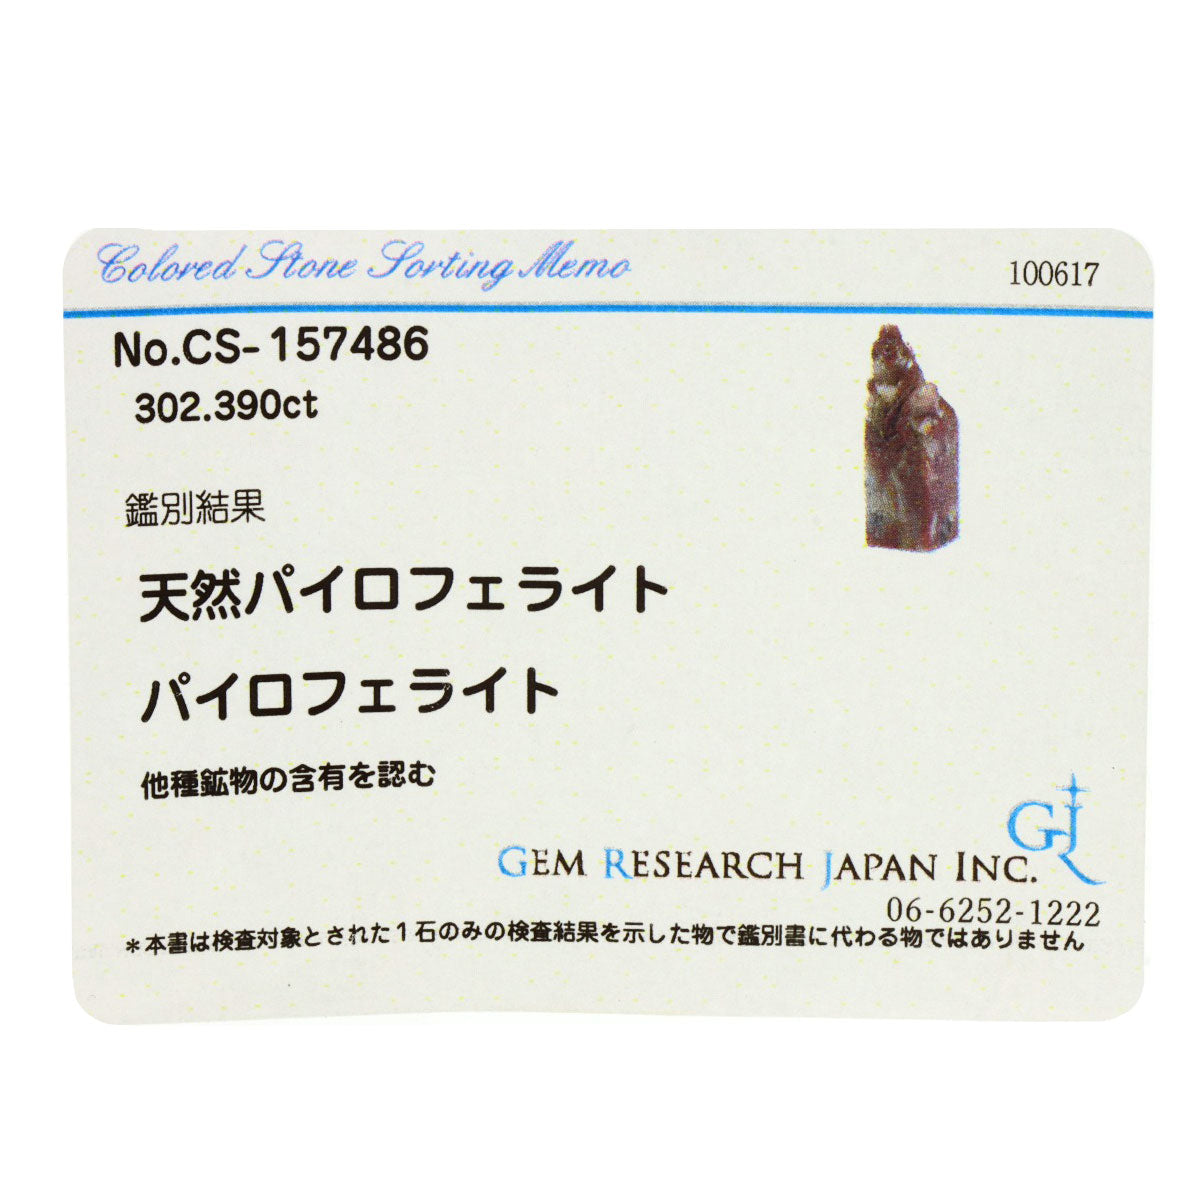 Colored Stone Sorting Memo
100617
No.CS-157486
302.390ct
鑑別結果
天然パイロフェライト
パイロフェライト
他種鉱物の含有を認む
GJ
GEM RESEARCH JAPAN INC.
06-6252-1222
*本書は検査対象とされた1石のみの検査結果を示した物で鑑別書に代わる物ではありません